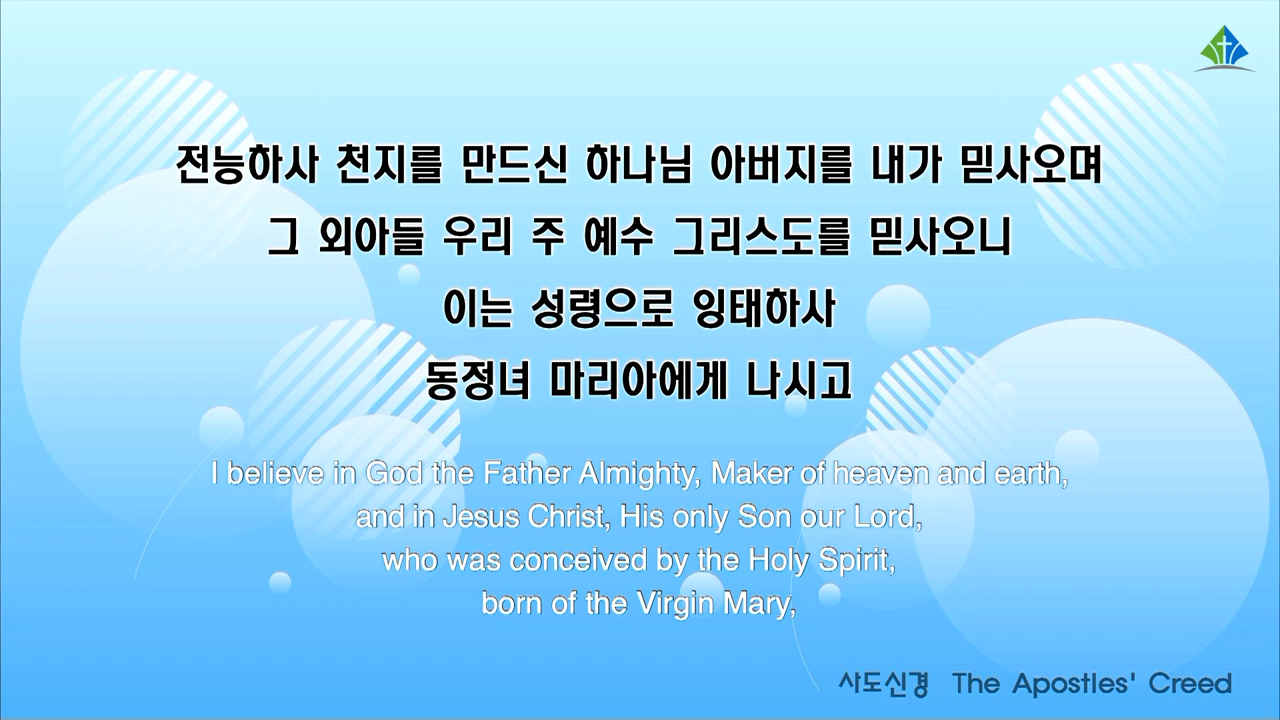 전능하사 천지를 만드신 하나님 아버지를 내가 믿사오며
그 외아들 우리 주 예수 그리스도를 믿사오니
이는 성령으로 잉태하사
동정녀 마리아에게 나시고
I believe in God the Father Almighty, Maker of heaven and earth,
and in Jesus Christ, His only Son our Lord,
who was conceived by the Holy Spirit,
born of the Virgin Mary,
사도신경 The Apostles' Creed